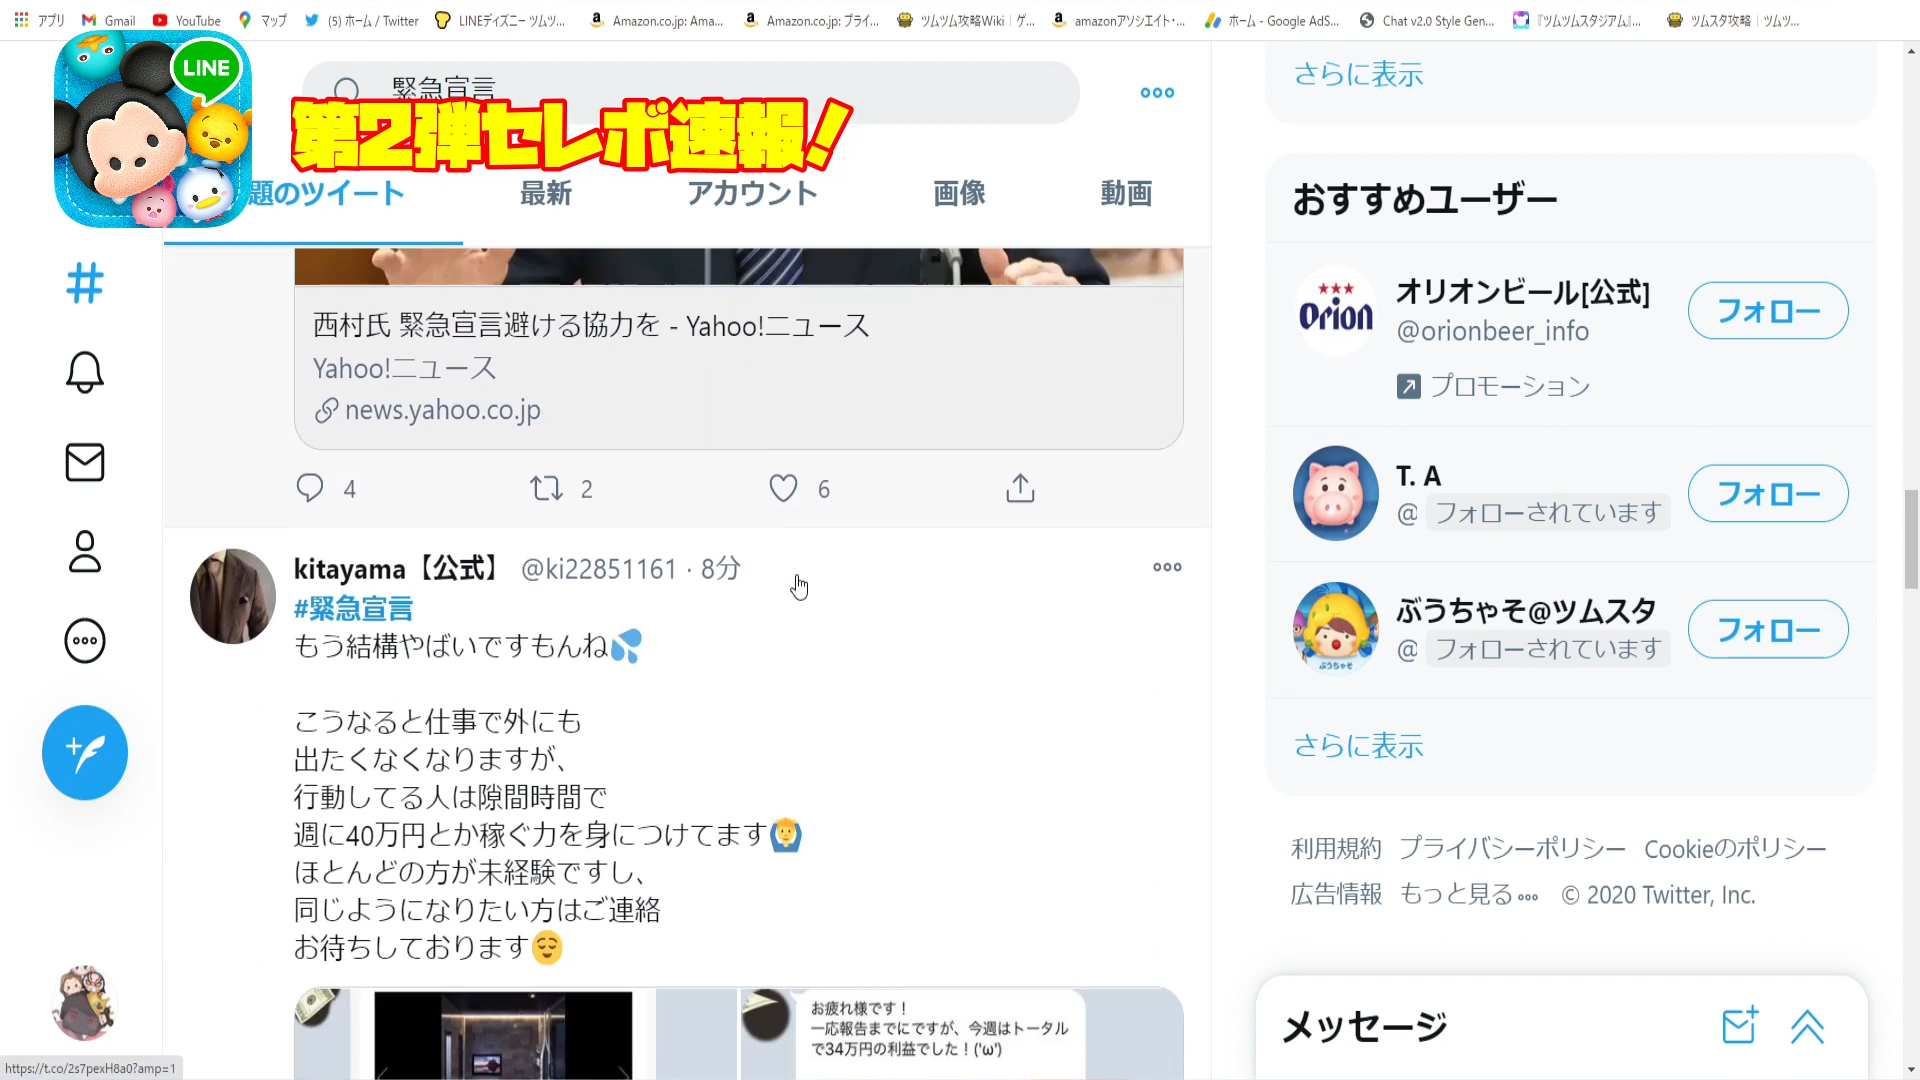 アプリ
Gmail
YouTube
マップ
(5) ホーム / Twitter
LINEディズニー ツムツ...
Amazon.co.jp: Ama...
Amazon.co.jp: プライ...
ツムツム攻略Wiki｜ゲ...
amazonアソシエイト・...
ホーム - Google AdS...
Chat v2.0 Style Gen...
『ツムツムスタジアム』...
ツムスタ攻略｜ツムツ...
LINE
緊急宣言
第2弾セレボ速報!
題のツイート
最新
アカウント
画像
動画
西村氏 緊急宣言避ける協力を - Yahoo!ニュース
Yahoo!ニュース
news.yahoo.co.jp
4
2
6
kitayama【公式】 @ki22851161 · 8分
#緊急宣言
もう結構やばいですもんね💦
こうなると仕事で外にも
出たくなくなりますが、
行動してる人は隙間時間で
週に40万円とか稼ぐ力を身につけてます🙆‍♂️
ほとんどの方が未経験ですし、
同じようになりたい方はご連絡
お待ちしております😌
お疲れ様です！
一応報告までにですが、今週はトータル
で34万円の利益でした！('ω')
さらに表示
おすすめユーザー
Orion
オリオンビール[公式]
@orionbeer_info
プロモーション
フォロー
T. A
@ フォローされています
フォロー
ぶうちゃそ
ぶうちゃそ@ツムスタ
@ フォローされています
フォロー
さらに表示
利用規約 プライバシーポリシー Cookieのポリシー
広告情報 もっと見る ••• © 2020 Twitter, Inc.
メッセージ
https://t.co/2s7pexH8a0?amp=1